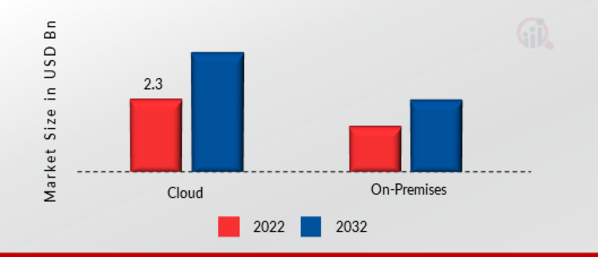 Market Size in USD Bn
2.3
Cloud
On-Premises
2022
2032